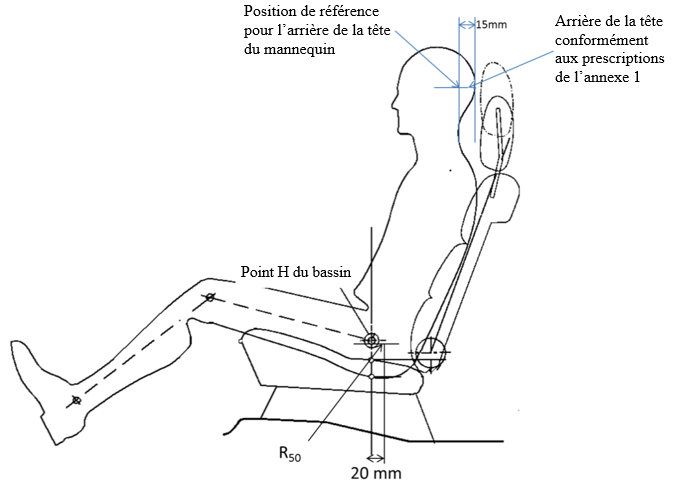 Position de référence
pour l’arrière de la tête
du mannequin
15mm
Arrière de la tête
conformément
aux prescriptions
de l’annexe 1
Point H du bassin
R50
20 mm